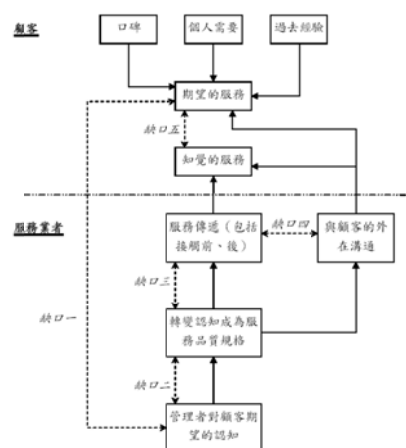 顧客
口碑
個人需要
過去經驗
期望的服務
缺口五
知覺的服務
服務業者
服務傳遞（包括
接觸前、後）
缺口四
與顧客的外
在溝通
缺口三
缺口一
轉變認知成為服
務品質規格
缺口二
管理者對顧客期
望的認知